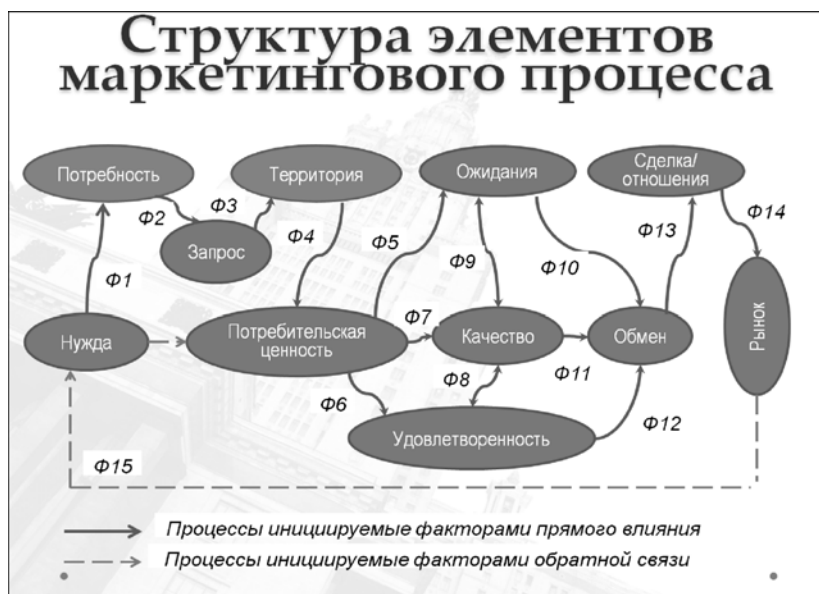 Структура элементов
маркетингового процесса
Потребность
Территория
Ожидания
Сделка/
отношения
Ф2
Ф3
Ф14
Запрос
Ф4
Ф5
Ф9
Ф10
Ф13
Ф1
Нужда
Потребительская
ценность
Ф7
Качество
Обмен
Рынок
Ф8
Ф11
Ф6
Удовлетворенность
Ф12
Ф15
Процессы инициируемые факторами прямого влияния
Процессы инициируемые факторами обратной связи